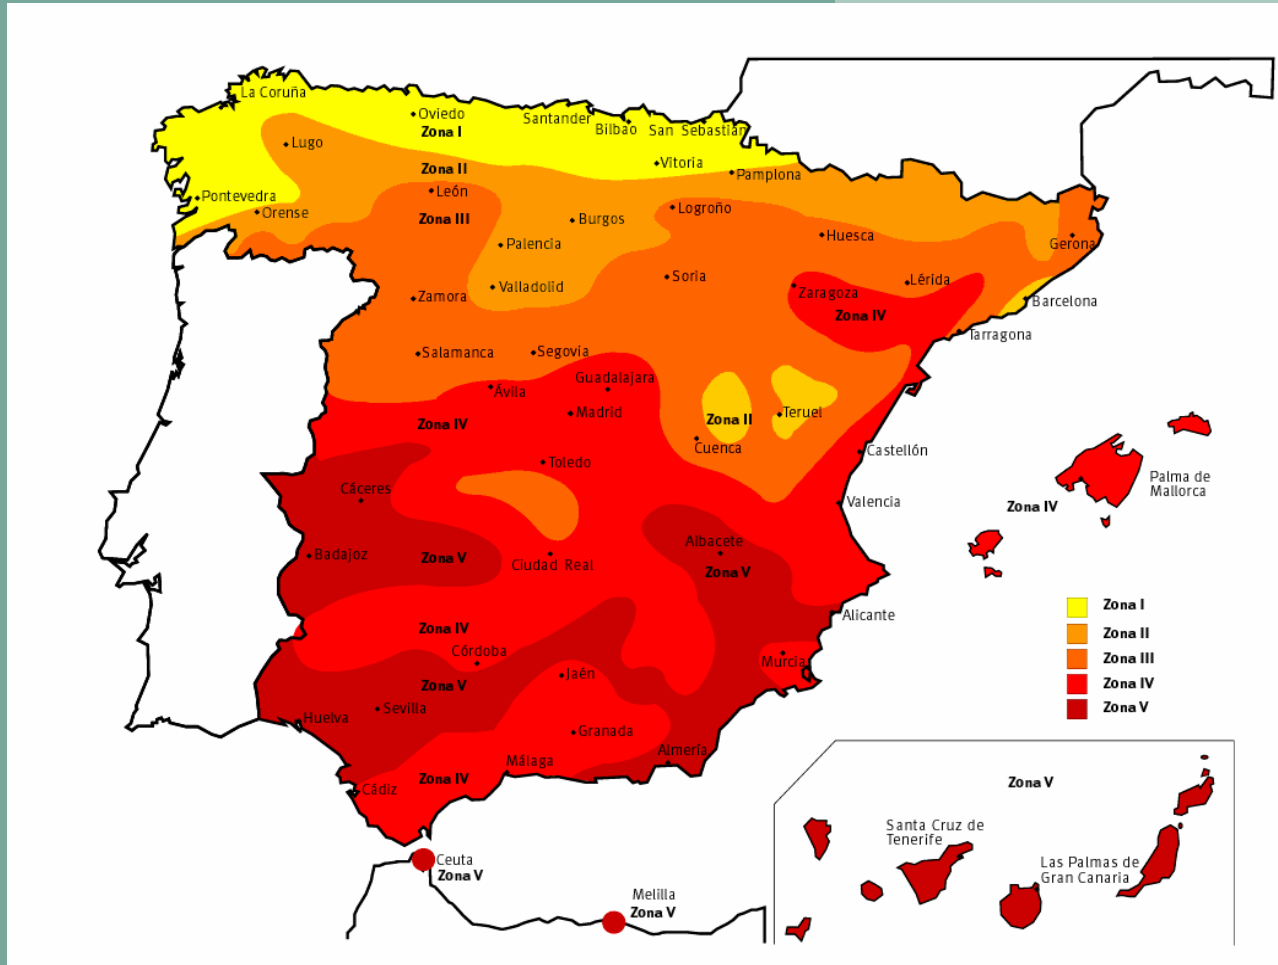 La Coruña
Oviedo
Santander
Bilbao
San Sebastián
Zona I
Lugo
Vitoria
Zona II
Pamplona
León
Pontevedra
Orense
Zona III
Burgos
Logroño
Huesca
Gerona
Palencia
Soria
Lérida
Valladolid
Zaragoza
Zamora
Barcelona
Zona IV
Tarragona
Salamanca
Segovia
Guadalajara
Ávila
Madrid
Zona IV
Zona II
Teruel
Cuenca
Castellón
Toledo
Cáceres
Valencia
Palma de
Mallorca
Zona IV
Albacete
Badajoz
Zona V
Ciudad Real
Zona V
Alicante
Zona IV
Córdoba
Murcia
Jaén
Zona V
Sevilla
Huelva
Granada
Almería
Málaga
Zona IV
Cádiz
Ceuta
Zona V
Melilla
Zona V
Zona I
Zona II
Zona III
Zona IV
Zona V
Zona V
Santa Cruz de
Tenerife
Las Palmas de
Gran Canaria